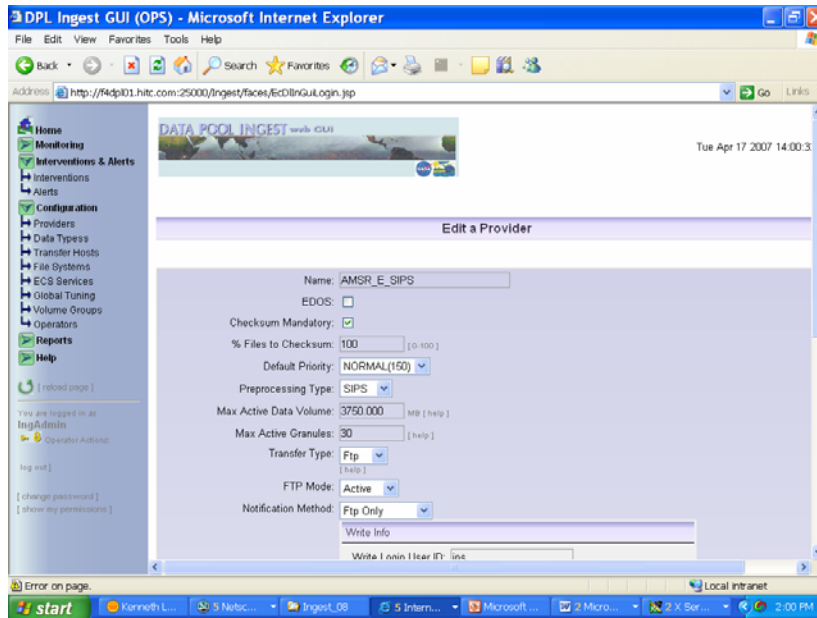 DPL Ingest GUI (OPS) - Microsoft Internet Explorer
File Edit View Favorites Tools Help
Back Search Favorites
Address http://f4dpl01.hitc.com:25000/Ingest/faces/EcDlInGuiLogin.jsp Go Links
DATA POOL INGEST web GUI
Tue Apr 17 2007 14:00:3
Home
Monitoring
Interventions & Alerts
Interventions
Alerts
Configuration
Providers
Data Typess
Transfer Hosts
File Systems
ECS Services
Global Tuning
Volume Groups
Operators
Reports
Help
[ reload page ]
You are logged in as
IngAdmin
Operator Actions
log out ]
[ change password ]
[ show my permissions ]
Edit a Provider
Name: AMSR_E_SIPS
EDOS:
Checksum Mandatory:
% Files to Checksum: 100 [ 0-100 ]
Default Priority: NORMAL(150)
Preprocessing Type: SIPS
Max Active Data Volume: 3750.000 MB [ help ]
Max Active Granules: 30 [ help ]
Transfer Type: Ftp
[ help ]
FTP Mode: Active
Notification Method: Ftp Only
Write Info
Write Login User ID: ins
Error on page. Local intranet
start Kenneth L... 5 Netsc... Ingest_08 5 Intern... Microsoft ... 2 Micro... 2 X Ser... 2:00 PM